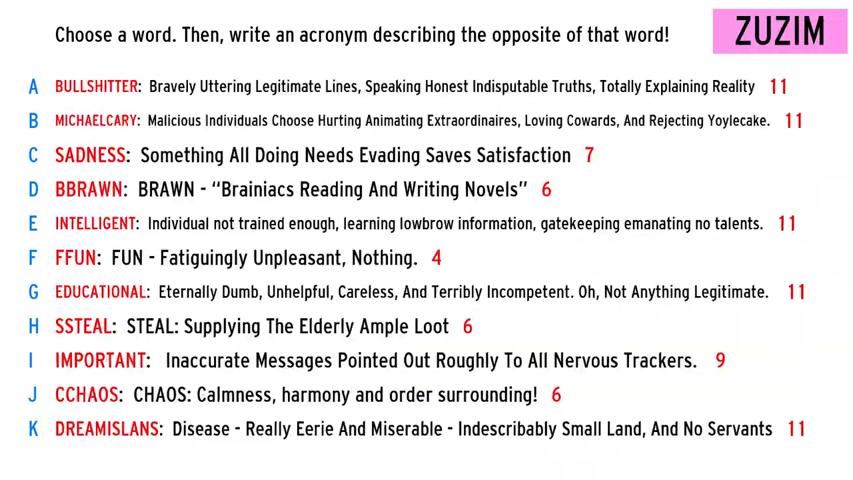 Choose a word. Then, write an acronym describing the opposite of that word!
ZUZIM
A BULLSHITTER: Bravely Uttering Legitimate Lines, Speaking Honest Indisputable Truths, Totally Explaining Reality 11
B MICHAELCARY: Malicious Individuals Choose Hurting Animating Extraordinaires, Loving Cowards, And Rejecting Yoylecake. 11
C SADNESS: Something All Doing Needs Evading Saves Satisfaction 7
D BBRAWN: BRAWN - “Brainiacs Reading And Writing Novels” 6
E INTELLIGENT: Individual not trained enough, learning lowbrow information, gatekeeping emanating no talents. 11
F FFUN: FUN - Fatiguingly Unpleasant, Nothing. 4
G EDUCATIONAL: Eternally Dumb, Unhelpful, Careless, And Terribly Incompetent. Oh, Not Anything Legitimate. 11
H SSTEAL: STEAL: Supplying The Elderly Ample Loot 6
I IMPORTANT: Inaccurate Messages Pointed Out Roughly To All Nervous Trackers. 9
J CCHAOS: CHAOS: Calmness, harmony and order surrounding! 6
K DREAMISLANS: Disease - Really Eerie And Miserable - Indescribably Small Land, And No Servants 11